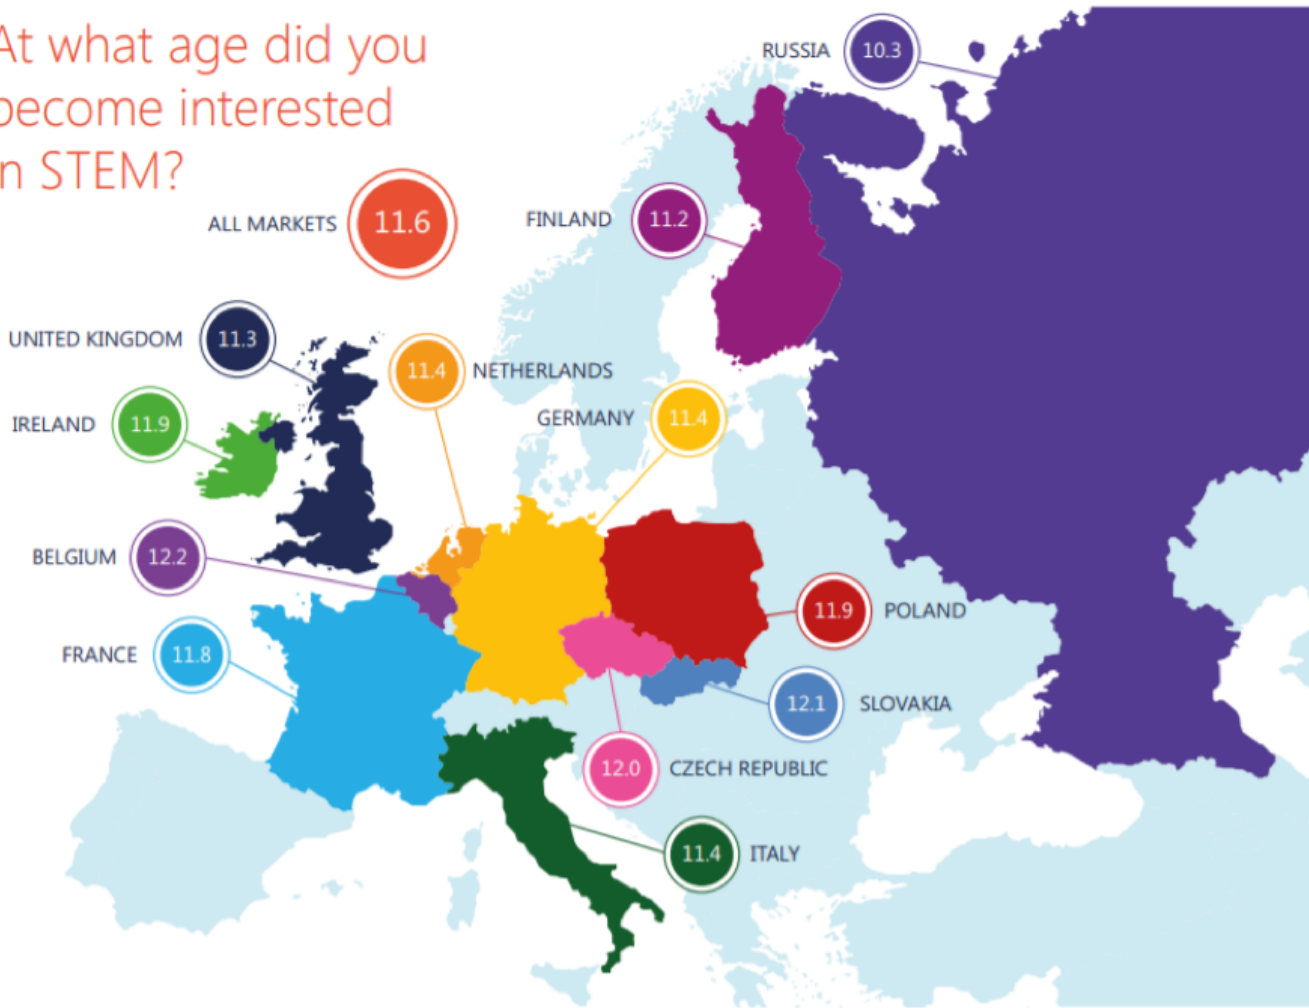 At what age did you
become interested
in STEM?
RUSSIA 10.3
ALL MARKETS 11.6
FINLAND 11.2
UNITED KINGDOM 11.3
11.4 NETHERLANDS
IRELAND 11.9
GERMANY 11.4
BELGIUM 12.2
11.9 POLAND
FRANCE 11.8
12.1 SLOVAKIA
12.0 CZECH REPUBLIC
11.4 ITALY